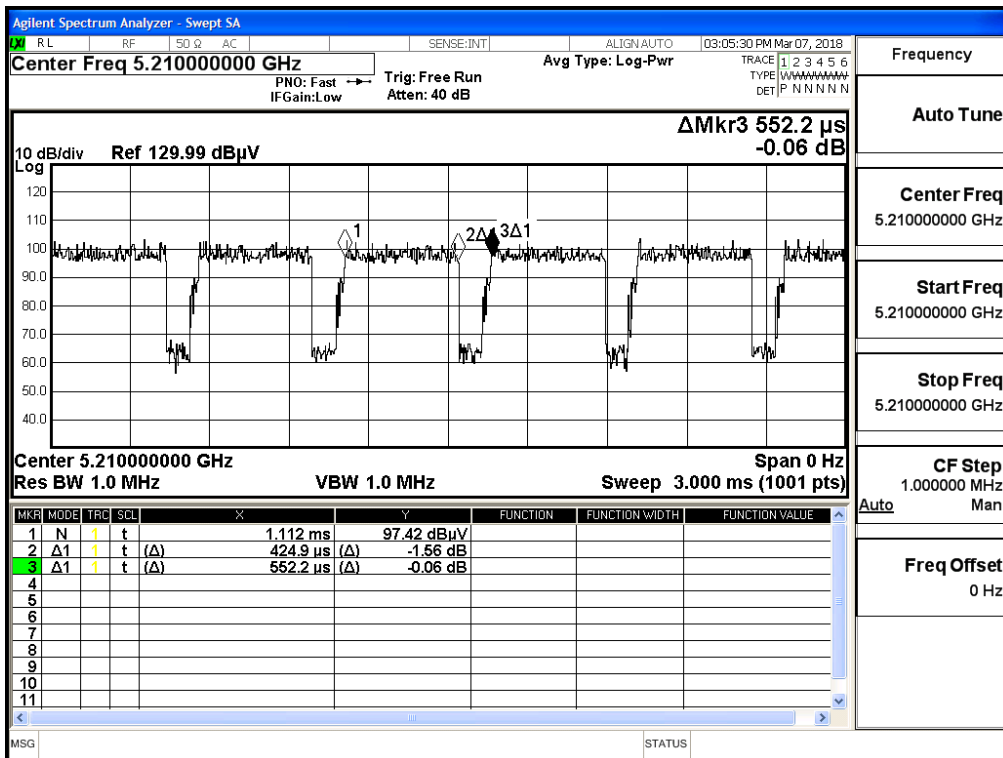 Agilent Spectrum Analyzer - Swept SA
LXI RL RF 50 Ω AC SENSE:INT ALIGN AUTO 03:05:30 PM Mar 07, 2018
Center Freq 5.210000000 GHz
PNO: Fast
IFGain:Low
Trig: Free Run
Atten: 40 dB
Avg Type: Log-Pwr
TRACE 1 2 3 4 5 6
TYPE WWWWWW
DET P N N N N N
ΔMkr3 552.2 µs
-0.06 dB
10 dB/div Ref 129.99 dBµV
Log
120
110
100
90.0
80.0
70.0
60.0
50.0
40.0
1
2Δ1
3Δ1
Center 5.210000000 GHz Span 0 Hz
Res BW 1.0 MHz VBW 1.0 MHz Sweep 3.000 ms (1001 pts)
MKR MODE TRC SCL X Y FUNCTION FUNCTION WIDTH FUNCTION VALUE
1 N 1 t 1.112 ms 97.42 dBµV
2 Δ1 1 t (Δ) 424.9 µs (Δ) -1.56 dB
3 Δ1 1 t (Δ) 552.2 µs (Δ) -0.06 dB
4
5
6
7
8
9
10
11
MSG STATUS
Frequency
Auto Tune
Center Freq
5.210000000 GHz
Start Freq
5.210000000 GHz
Stop Freq
5.210000000 GHz
CF Step
1.000000 MHz
Auto Man
Freq Offset
0 Hz